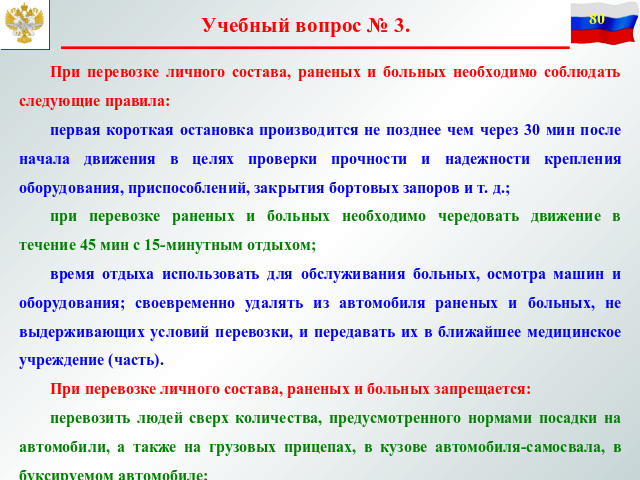 Учебный вопрос № 3.
80
При перевозке личного состава, раненых и больных необходимо соблюдать
следующие правила:
первая короткая остановка производится не позднее чем через 30 мин после
начала движения в целях проверки прочности и надежности крепления
оборудования, приспособлений, закрытия бортовых запоров и т. д.;
при перевозке раненых и больных необходимо чередовать движение в
течение 45 мин с 15-минутным отдыхом;
время отдыха использовать для обслуживания больных, осмотра машин и
оборудования; своевременно удалять из автомобиля раненых и больных, не
выдерживающих условий перевозки, и передавать их в ближайшее медицинское
учреждение (часть).
При перевозке личного состава, раненых и больных запрещается:
перевозить людей сверх количества, предусмотренного нормами посадки на
автомобили, а также на грузовых прицепах, в кузове автомобиля-самосвала, в
буксируемом автомобиле;